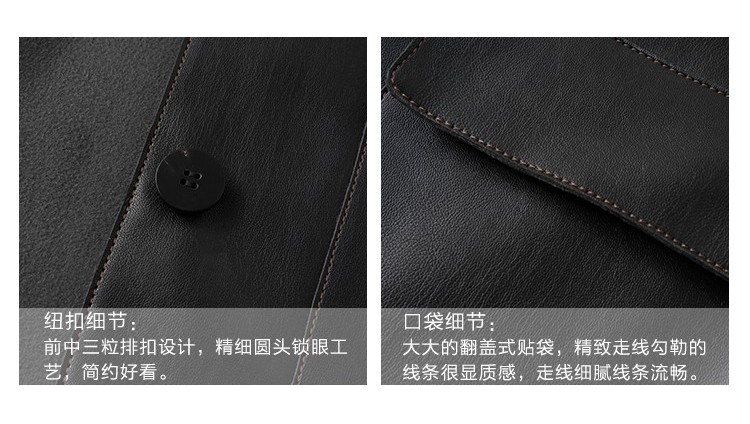 纽扣细节：
前中三粒排扣设计，精细圆头锁眼工
艺，简约好看。
口袋细节：
大大的翻盖式贴袋，精致走线勾勒的
线条很显质感，走线细腻线条流畅。